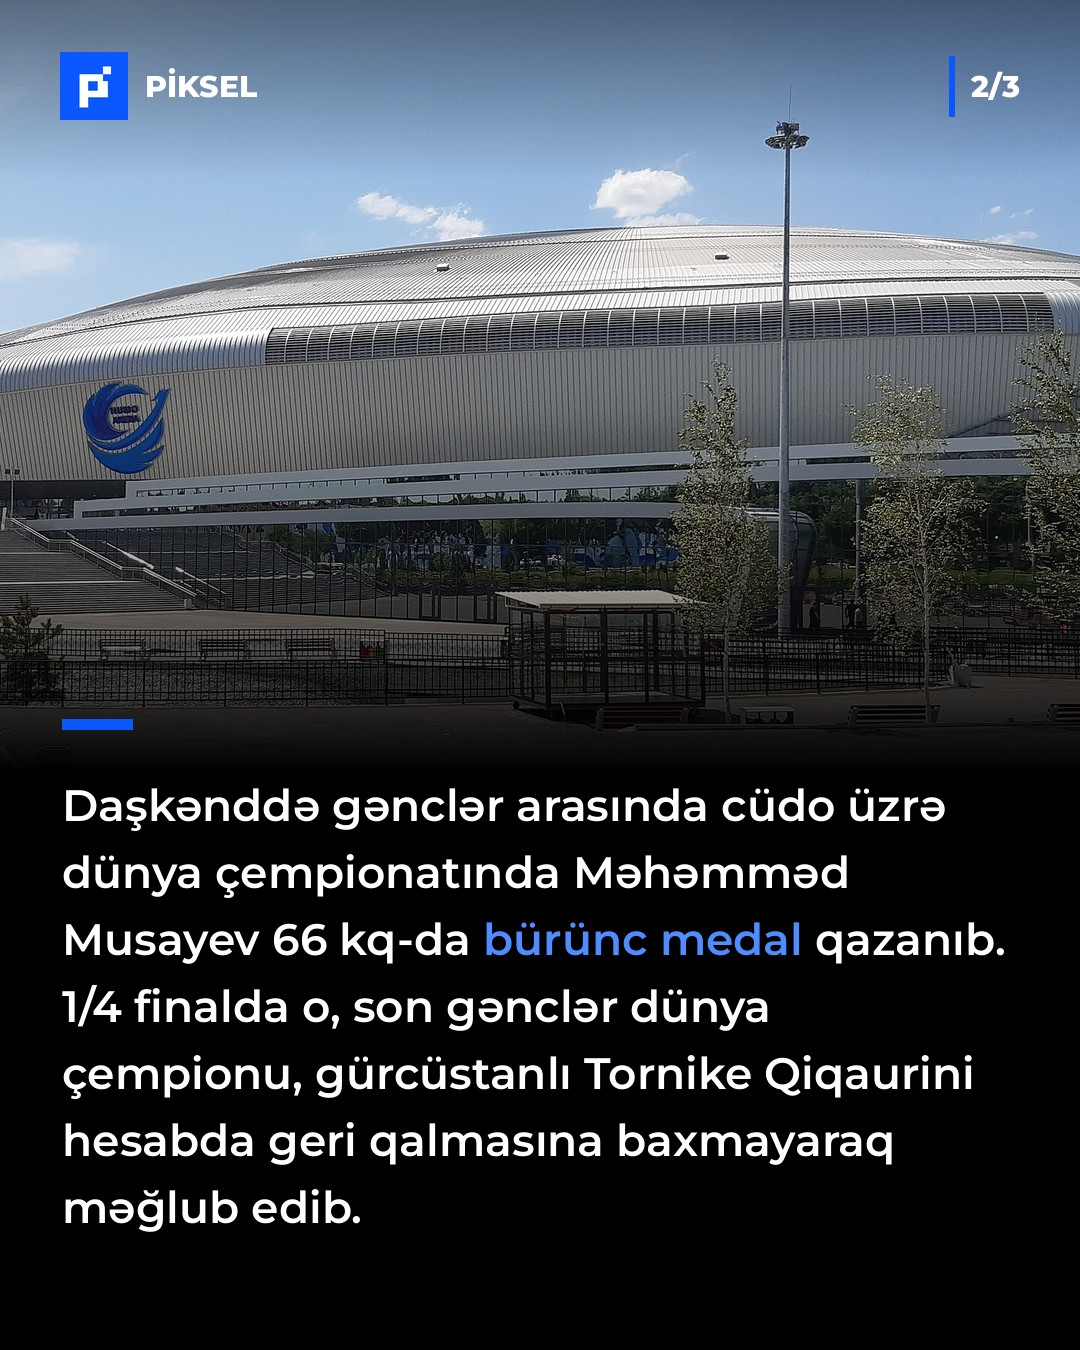 PİKSEL
2/3
HUMO
Daşkənddə gənclər arasında cüdo üzrə
dünya çempionatında Məhəmməd
Musayev 66 kq-da bürünc medal qazanıb.
1/4 finalda o, son gənclər dünya
çempionu, gürcüstanlı Tornike Qiqaurini
hesabda geri qalmasına baxmayaraq
məğlub edib.